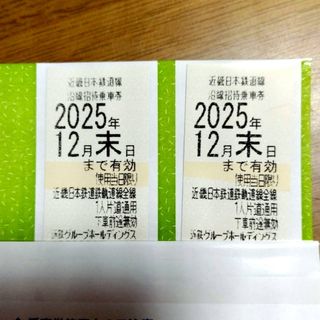 近畿日本鉄道線
沿線招待乗車券
2025年
12月末日
まで有効
使用当日限り
近畿日本鉄道鉄軌道線全線
1人片道通用
下車前途無効
近鉄グループホールディングス
近畿日本鉄道線
沿線招待乗車券
2025年
12月末日
まで有効
使用当日限り
近畿日本鉄道鉄軌道線全線
1人片道通用
下車前途無効
近鉄グループホールディングス